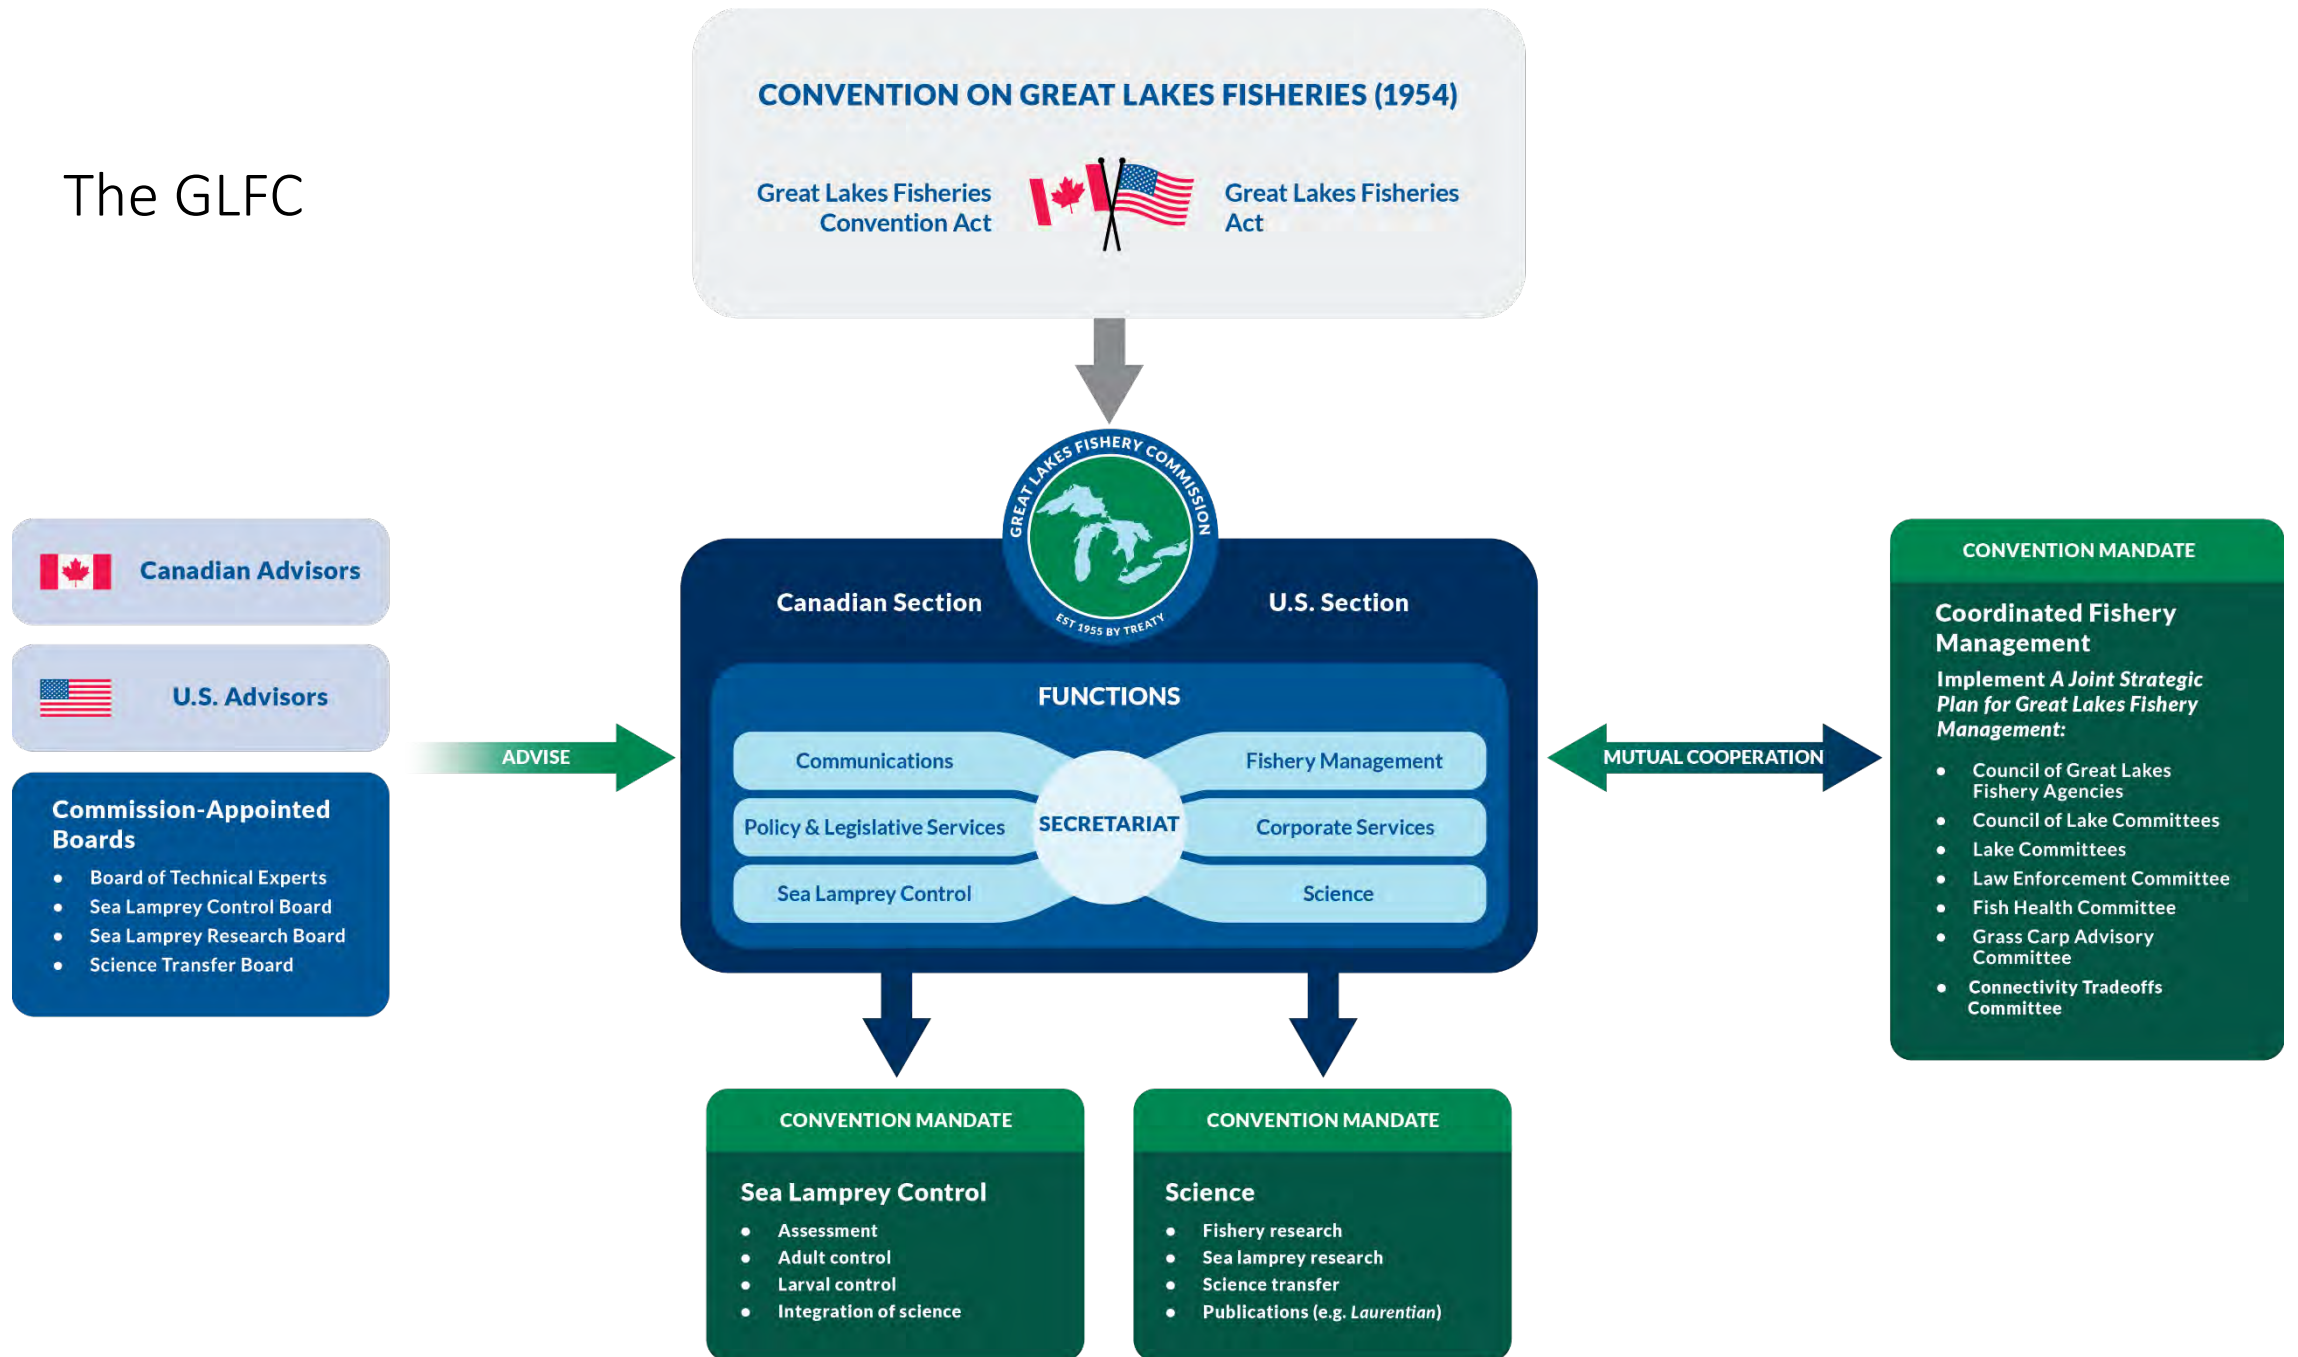 The GLFC
CONVENTION ON GREAT LAKES FISHERIES (1954)
Great Lakes Fisheries
Convention Act
Great Lakes Fisheries
Act
GREAT LAKES FISHERY COMMISSION
EST 1955 BY TREATY
Canadian Advisors
U.S. Advisors
Commission-Appointed
Boards
• Board of Technical Experts
• Sea Lamprey Control Board
• Sea Lamprey Research Board
• Science Transfer Board
ADVISE
Canadian Section
U.S. Section
FUNCTIONS
Communications
Policy & Legislative Services
Sea Lamprey Control
SECRETARIAT
Fishery Management
Corporate Services
Science
MUTUAL COOPERATION
CONVENTION MANDATE
Coordinated Fishery
Management
Implement A Joint Strategic
Plan for Great Lakes Fishery
Management:
• Council of Great Lakes
Fishery Agencies
• Council of Lake Committees
• Lake Committees
• Law Enforcement Committee
• Fish Health Committee
• Grass Carp Advisory
Committee
• Connectivity Tradeoffs
Committee
CONVENTION MANDATE
Sea Lamprey Control
• Assessment
• Adult control
• Larval control
• Integration of science
CONVENTION MANDATE
Science
• Fishery research
• Sea lamprey research
• Science transfer
• Publications (e.g. Laurentian)